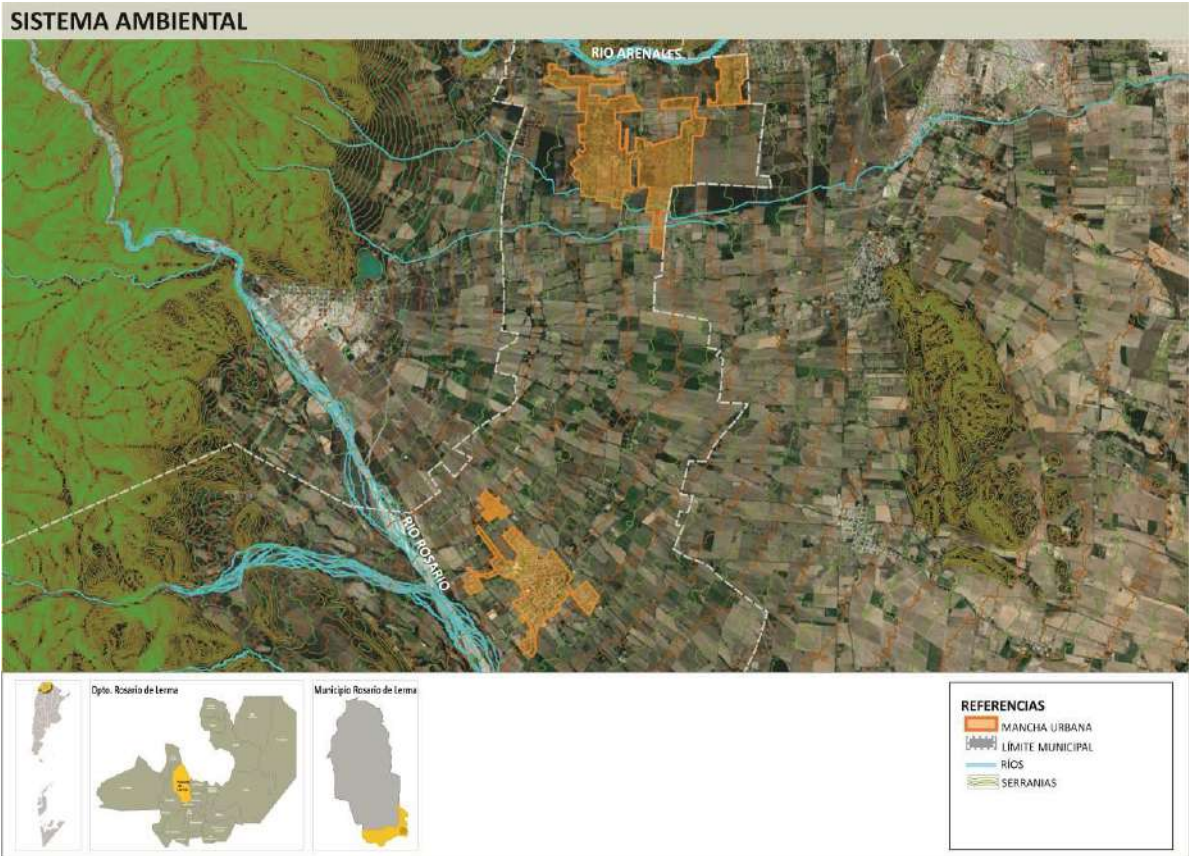 SISTEMA AMBIENTAL
RIO ARENALES
RIO ROSARIO
Dpto. Rosario de Lerma
Municipio Rosario de Lerma
REFERENCIAS
MANCHA URBANA
LÍMITE MUNICIPAL
RÍOS
SERRANIAS